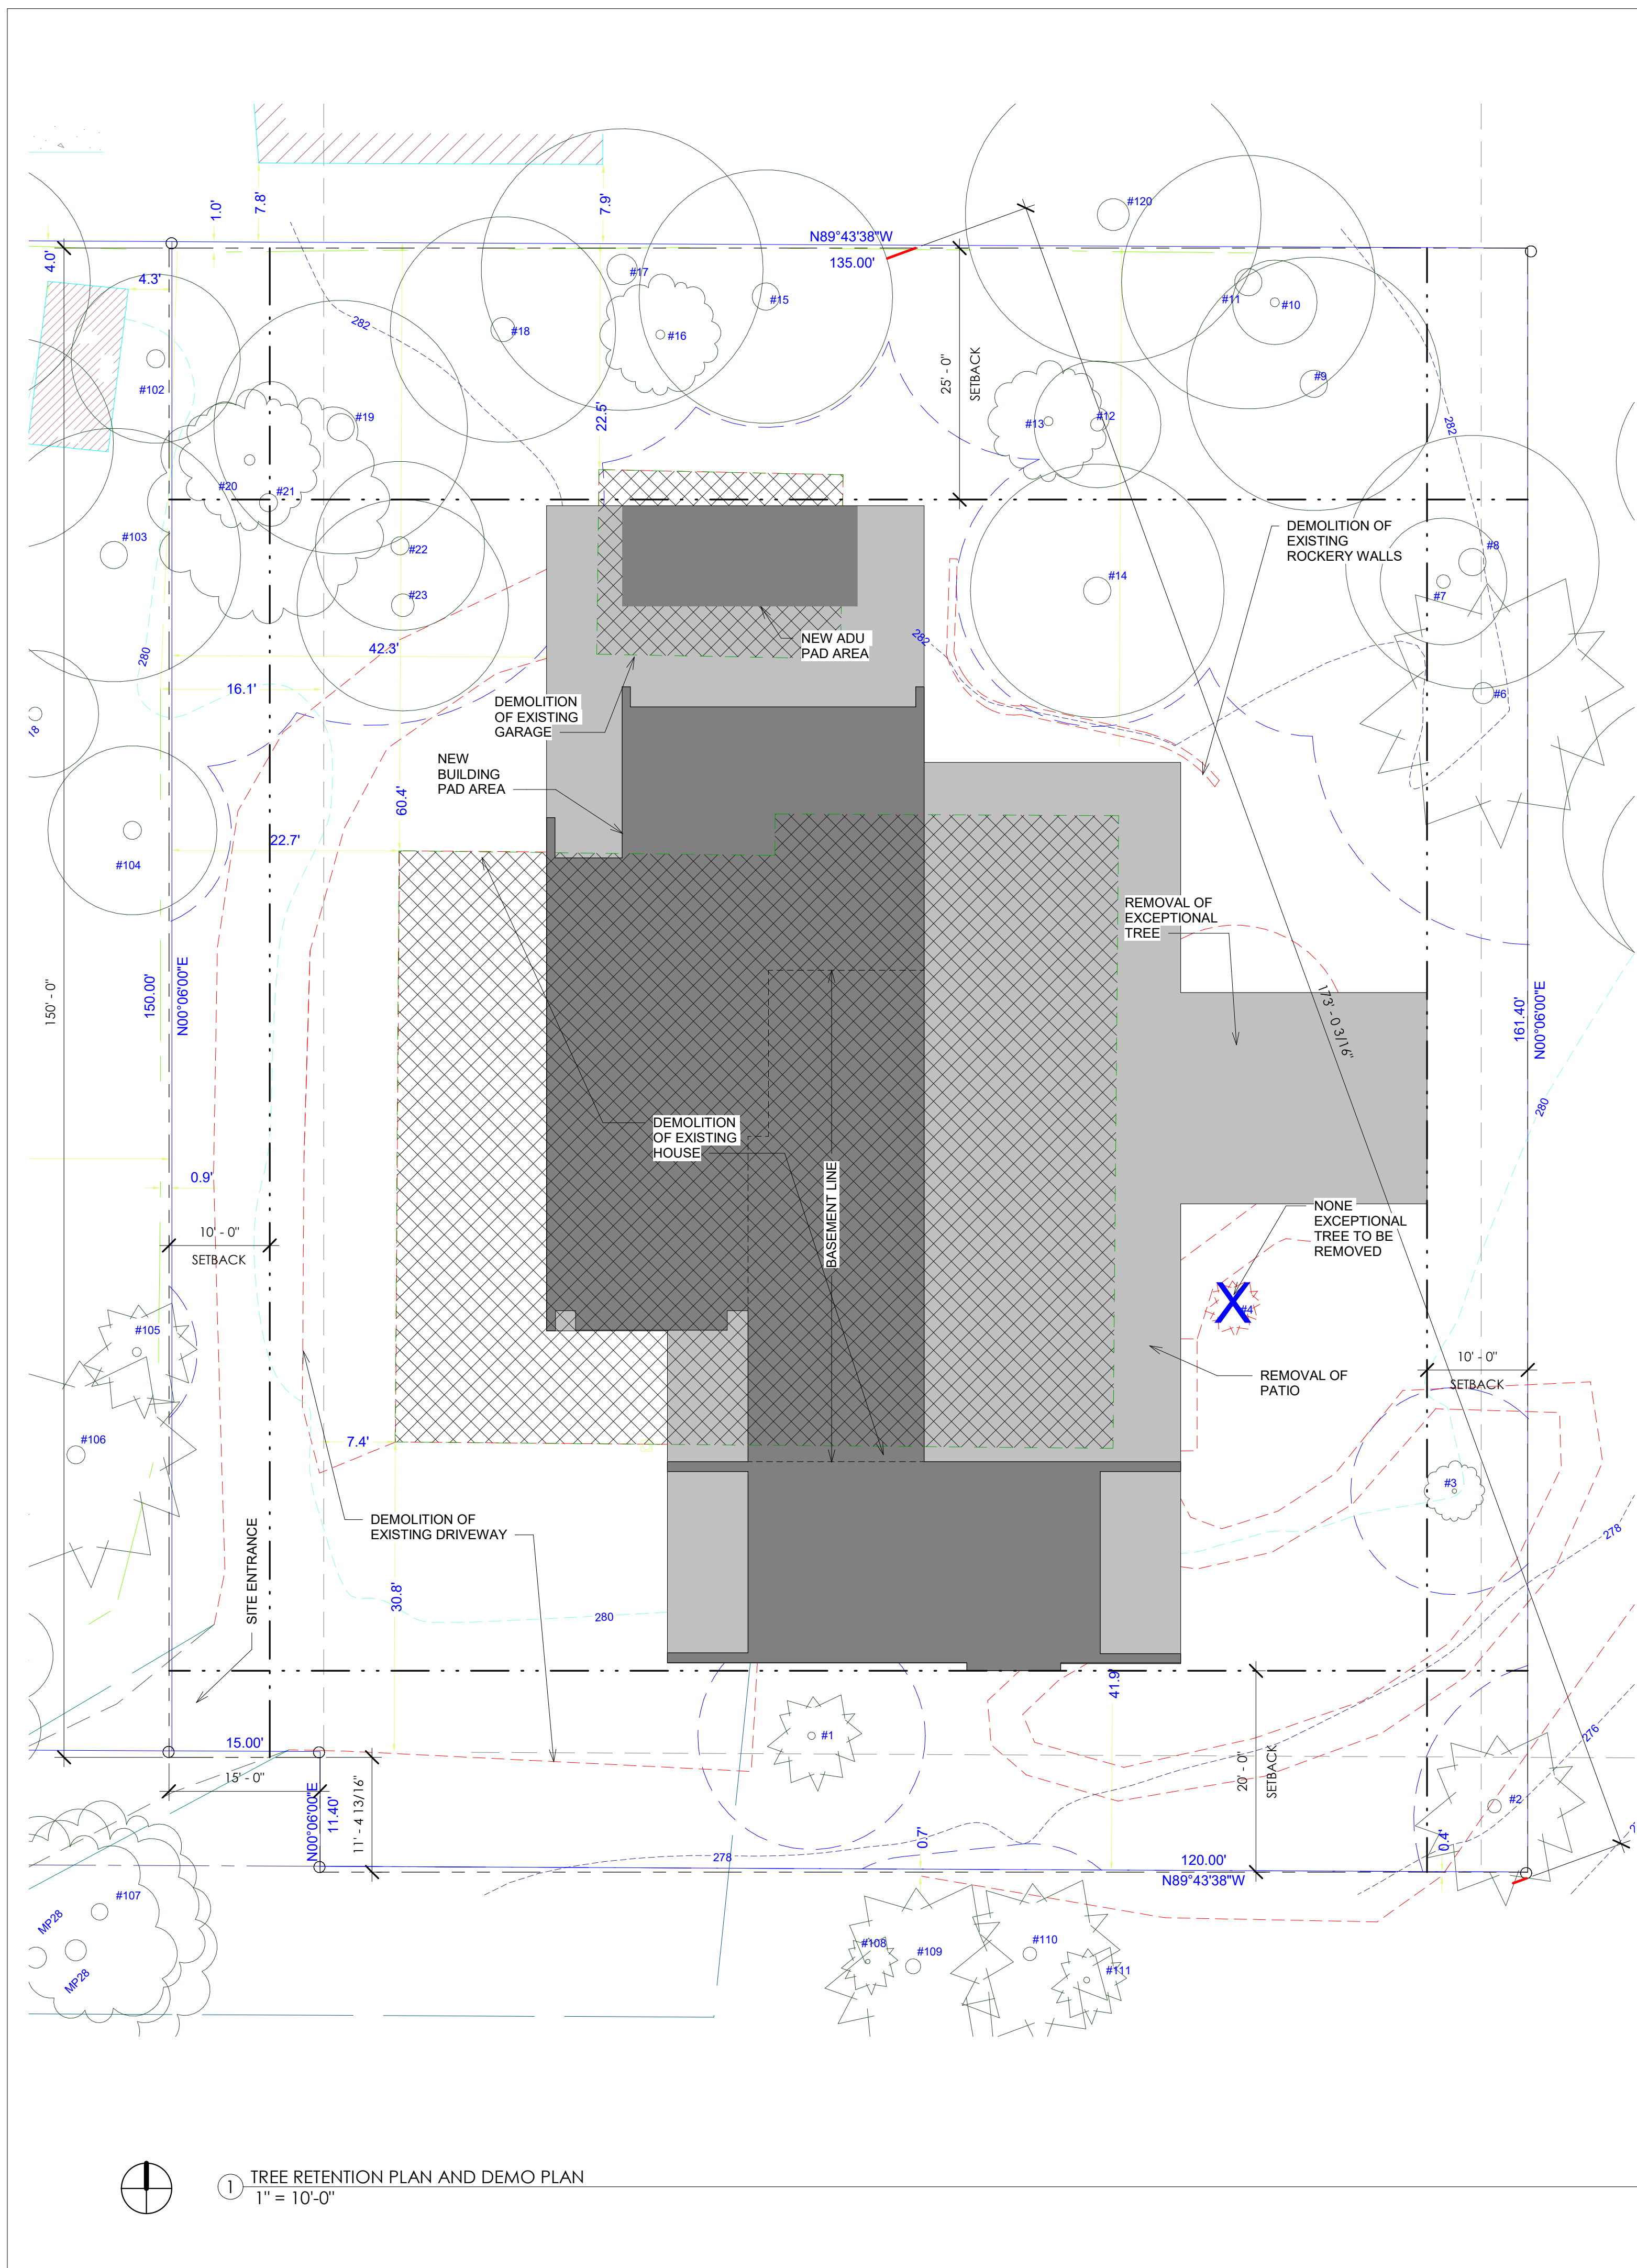 1.0'
7.8'
7.9'
4.0'
4.3'
N89°43'38"W
135.00'
#120
#17
#15
#18
#16
#11
#10
#9
282
#102
#19
22.5'
25' - 0"
SETBACK
#13
#12
282
#20
#21
#103
#22
#23
#14
#8
#7
DEMOLITION OF
EXISTING
ROCKERY WALLS
280
42.3'
16.1'
NEW ADU
PAD AREA
282
#6
DEMOLITION
OF EXISTING
GARAGE
18
NEW
BUILDING
PAD AREA
60.4'
22.7'
#104
REMOVAL OF
EXCEPTIONAL
TREE
150' - 0"
150.00'
N00°06'00"E
173' - 0 3/16"
161.40'
N00°06'00"E
280
DEMOLITION
OF EXISTING
HOUSE
BASEMENT LINE
0.9'
10' - 0"
SETBACK
NONE
EXCEPTIONAL
TREE TO BE
REMOVED
X
#4
#105
REMOVAL OF
PATIO
10' - 0"
SETBACK
#106
7.4'
#3
DEMOLITION OF
EXISTING DRIVEWAY
278
SITE ENTRANCE
30.8'
280
41.9'
#1
276
15.00'
15' - 0"
N00°06'00"E
11.40'
11' - 4 13/16"
20' - 0"
SETBACK
#2
278
0.7'
0.4'
120.00'
N89°43'38"W
#107
MP28
MP28
#108
#109
#110
#111
1
TREE RETENTION PLAN AND DEMO PLAN
1" = 10'-0"